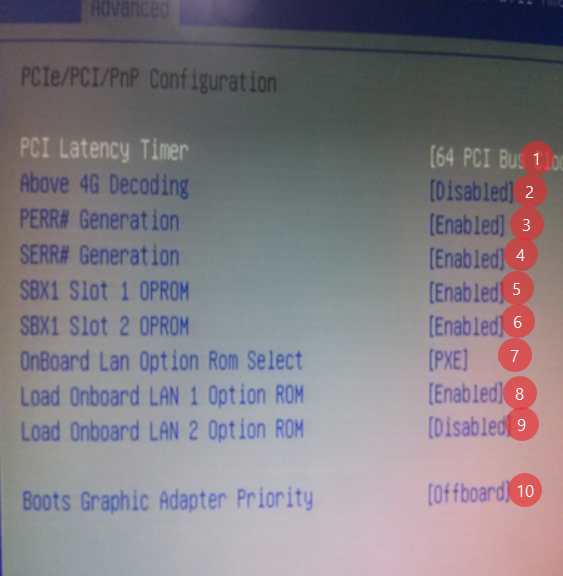 Advanced
PCIe/PCI/PnP Configuration
PCI Latency Timer [64 PCI Bus 1
Above 4G Decoding [Disabled] 2
PERR# Generation [Enabled] 3
SERR# Generation [Enabled] 4
SBX1 Slot 1 OPROM [Enabled] 5
SBX1 Slot 2 OPROM [Enabled] 6
OnBoard Lan Option Rom Select [PXE] 7
Load Onboard LAN 1 Option ROM [Enabled] 8
Load Onboard LAN 2 Option ROM [Disabled] 9
Boots Graphic Adapter Priority [Offboard] 10